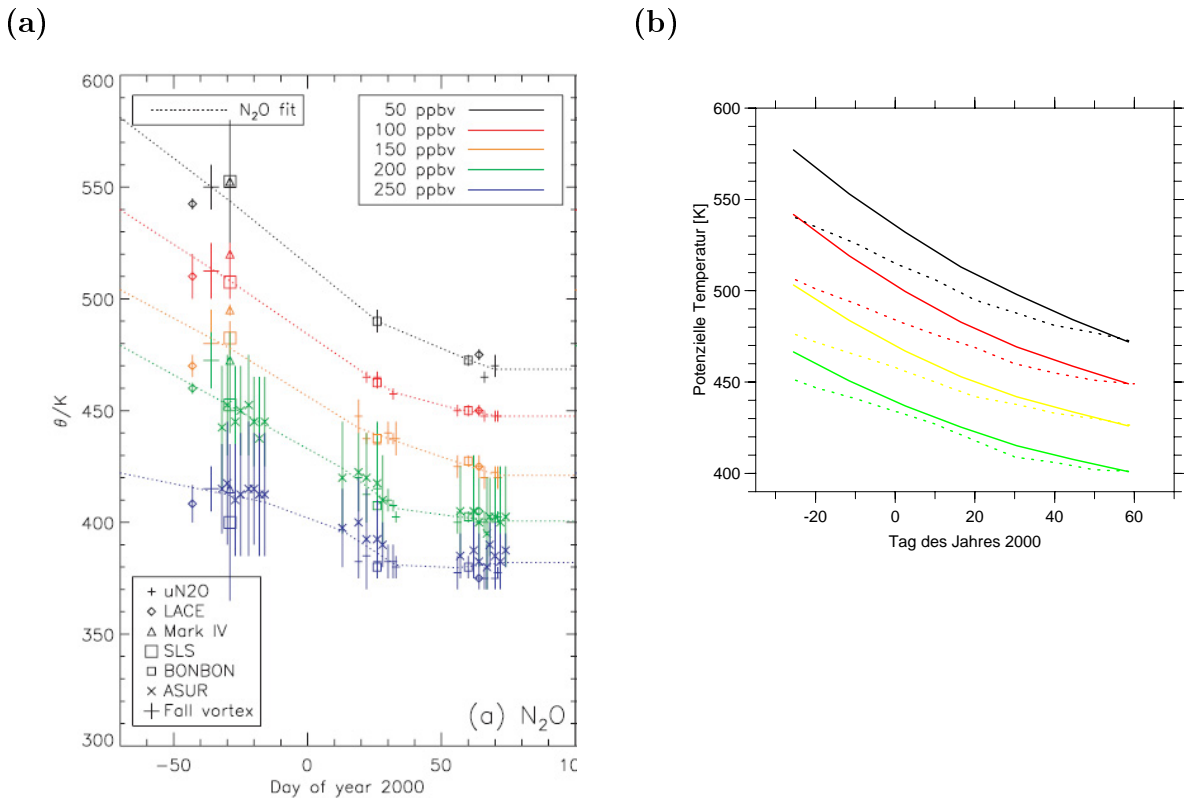 (a)
(b)
N₂O fit
50 ppbv
100 ppbv
150 ppbv
200 ppbv
250 ppbv
600
550
500
450
400
350
300
θ/K
uN2O
LACE
Mark IV
SLS
BONBON
ASUR
Fall vortex
(a) N₂O
−50
0
50
10
Day of year 2000
600
550
500
450
400
Potenzielle Temperatur [K]
-20
0
20
40
60
Tag des Jahres 2000